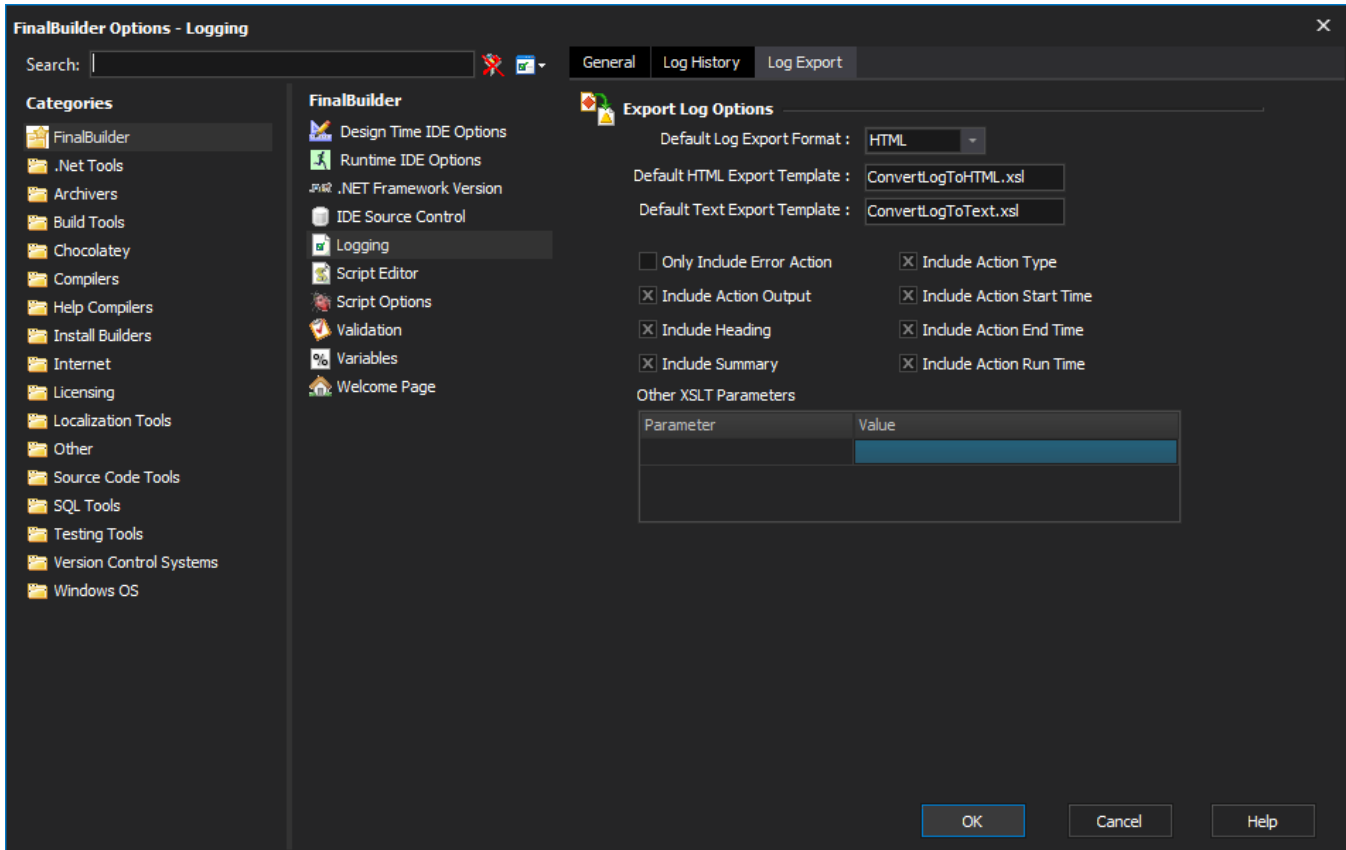 FinalBuilder Options - Logging
Search:
General
Log History
Log Export
Categories
FinalBuilder
.Net Tools
Archivers
Build Tools
Chocolatey
Compilers
Help Compilers
Install Builders
Internet
Licensing
Localization Tools
Other
Source Code Tools
SQL Tools
Testing Tools
Version Control Systems
Windows OS
FinalBuilder
Design Time IDE Options
Runtime IDE Options
.NET Framework Version
IDE Source Control
Logging
Script Editor
Script Options
Validation
Variables
Welcome Page
Export Log Options
Default Log Export Format : HTML
Default HTML Export Template : ConvertLogToHTML.xsl
Default Text Export Template : ConvertLogToText.xsl
Only Include Error Action
Include Action Type
Include Action Output
Include Action Start Time
Include Heading
Include Action End Time
Include Summary
Include Action Run Time
Other XSLT Parameters
Parameter Value
OK
Cancel
Help